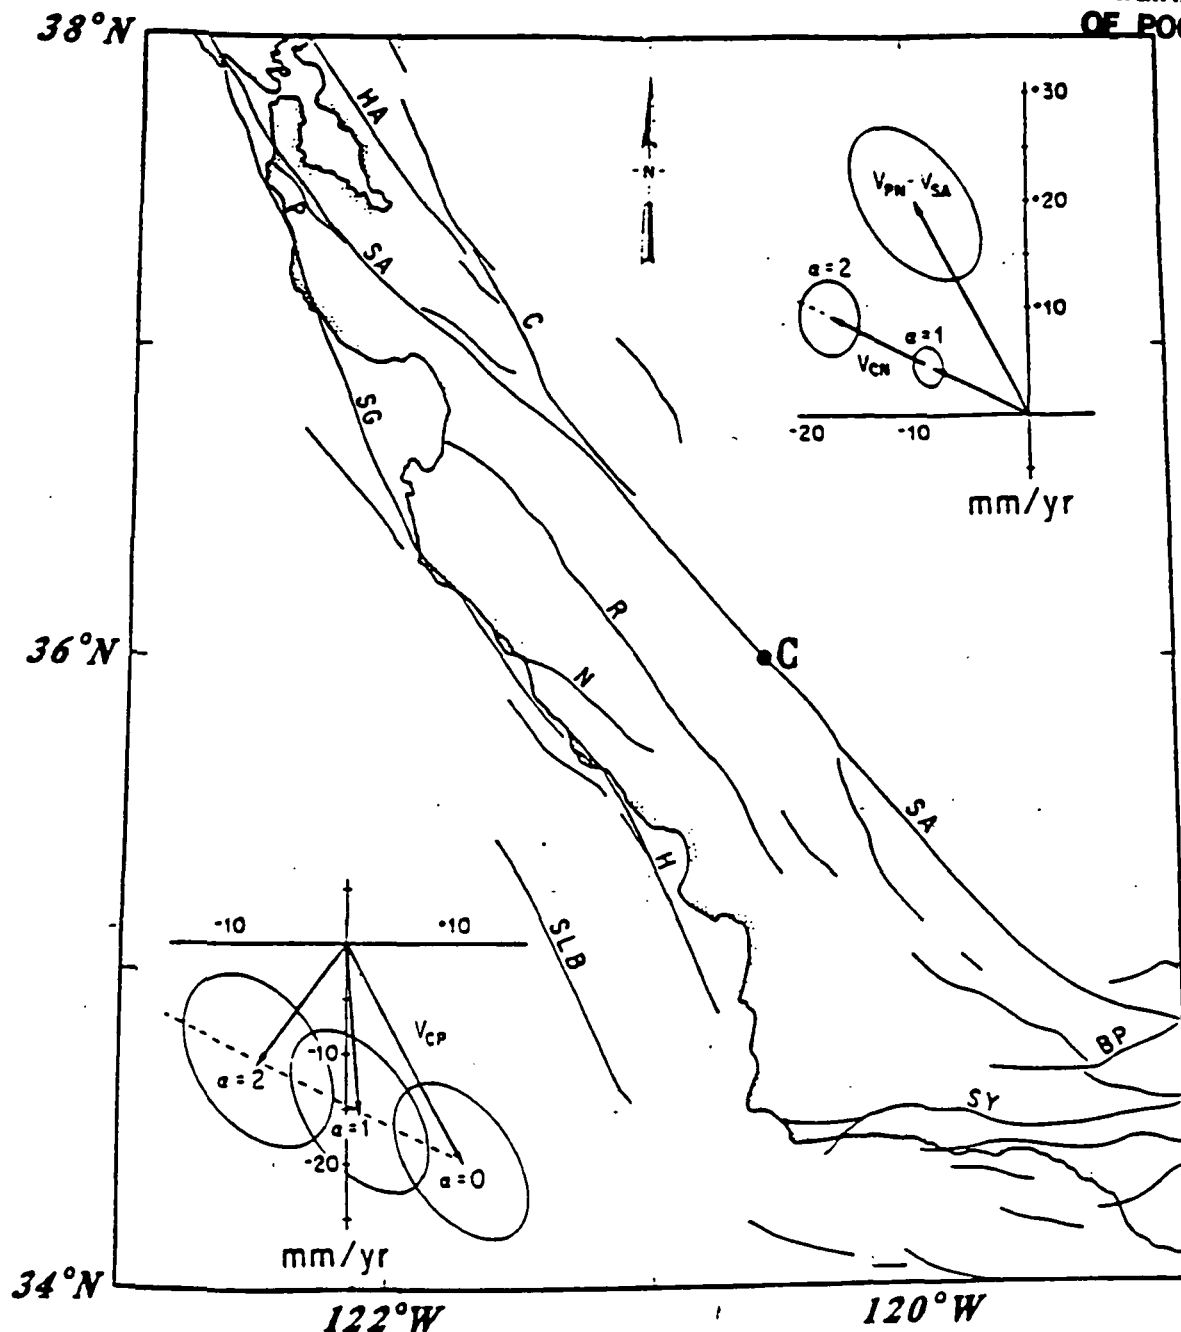 OF POO
38°N
HA
-N-
+30
V_PN - V_SA
+20
P
SA
α=2
+10
α=1
C
V_CN
SG
-20
-10
mm/yr
R
36°N
C
N
SA
H
-10
+10
SLB
V_CP
-10
BP
α=2
SY
α=1
-20
α=0
mm/yr
34°N
122°W
120°W